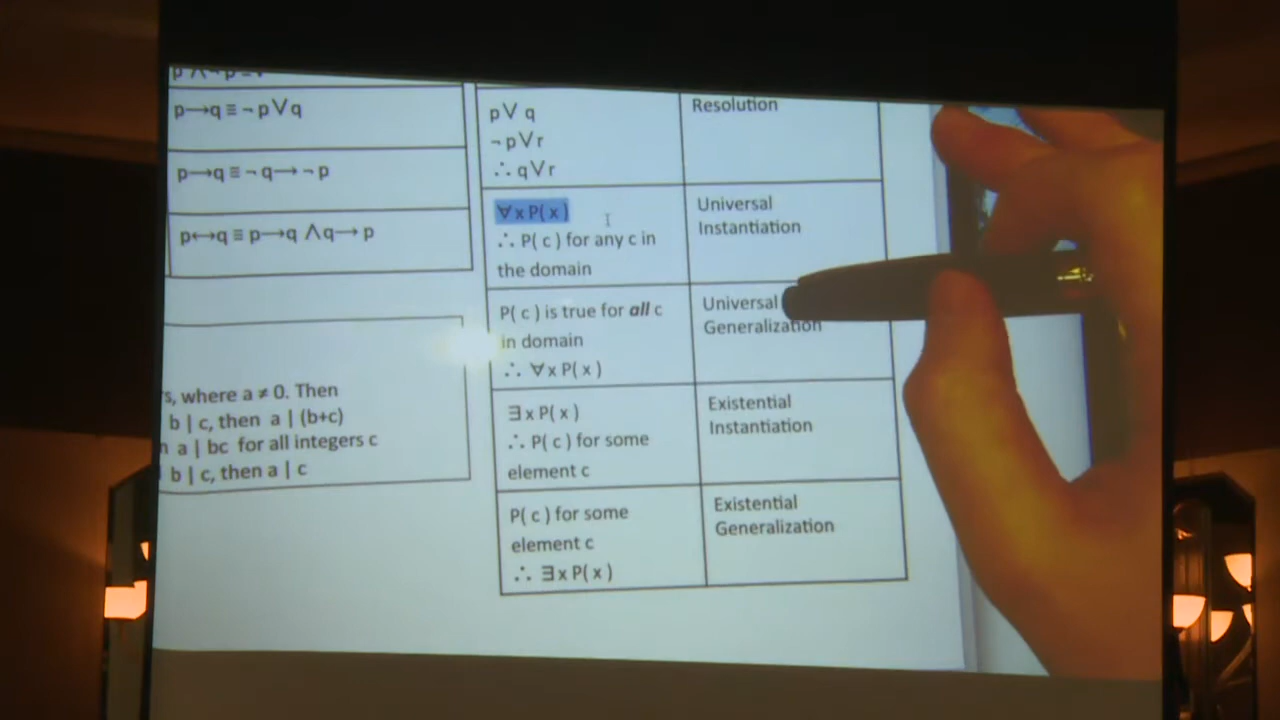 p→q ≡ ¬ p∨q
p→q ≡ ¬ q→ ¬ p
p↔q ≡ p→q ∧q→ p
, where a ≠ 0. Then
b | c, then a | (b+c)
a | bc for all integers c
b | c, then a | c
p∨ q
¬ p∨r
∴ q∨r
Resolution
∀x P( x )
∴ P( c ) for any c in
the domain
Universal
Instantiation
P( c ) is true for all c
in domain
∴ ∀x P( x )
Universal
Generalization
∃x P( x )
∴ P( c ) for some
element c
Existential
Instantiation
P( c ) for some
element c
∴ ∃x P( x )
Existential
Generalization